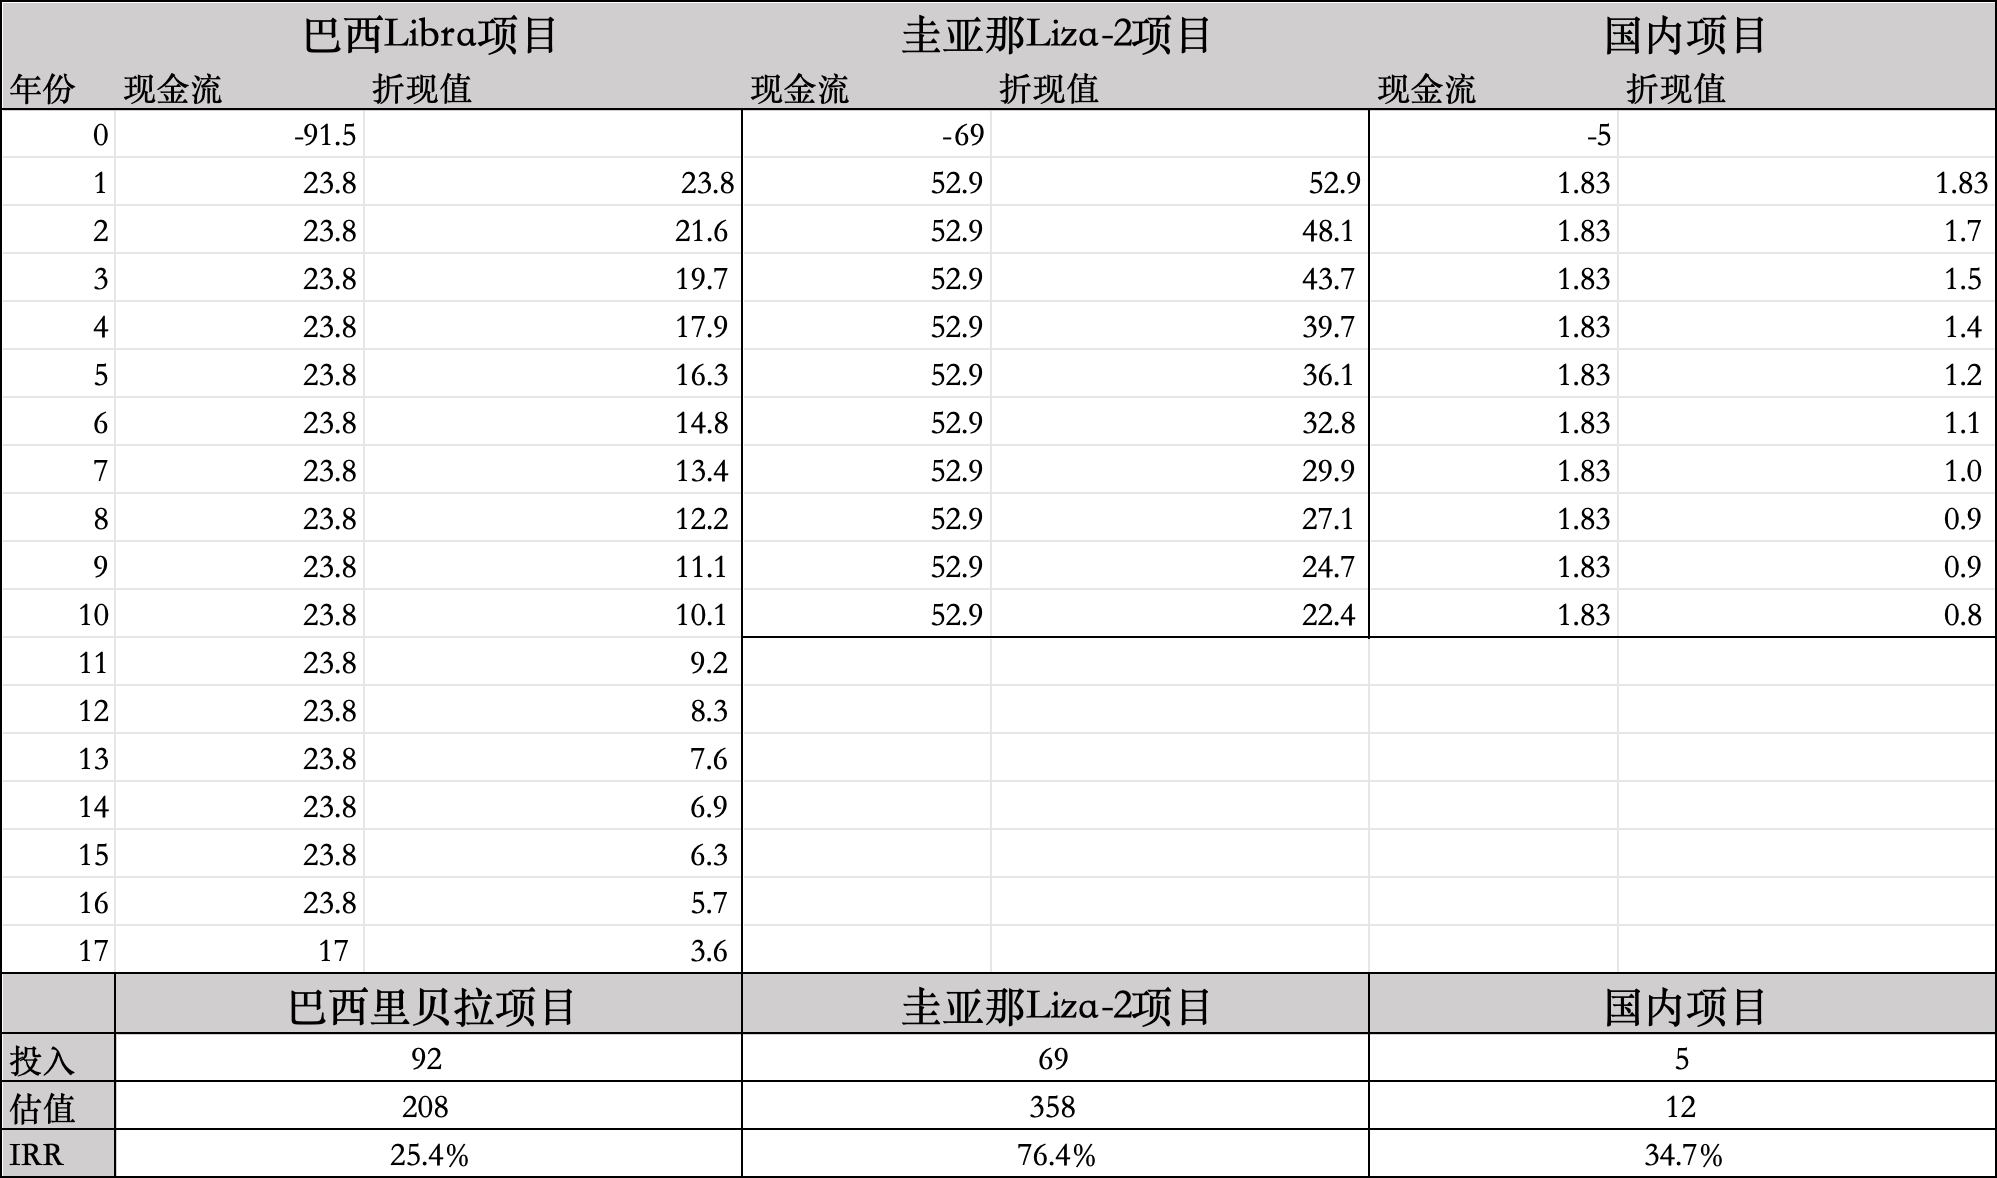 巴西Libra项目 圭亚那Liza-2项目 国内项目
年份 现金流 折现值 现金流 折现值 现金流 折现值
0 -91.5 -69 -5
1 23.8 23.8 52.9 52.9 1.83 1.83
2 23.8 21.6 52.9 48.1 1.83 1.7
3 23.8 19.7 52.9 43.7 1.83 1.5
4 23.8 17.9 52.9 39.7 1.83 1.4
5 23.8 16.3 52.9 36.1 1.83 1.2
6 23.8 14.8 52.9 32.8 1.83 1.1
7 23.8 13.4 52.9 29.9 1.83 1.0
8 23.8 12.2 52.9 27.1 1.83 0.9
9 23.8 11.1 52.9 24.7 1.83 0.9
10 23.8 10.1 52.9 22.4 1.83 0.8
11 23.8 9.2
12 23.8 8.3
13 23.8 7.6
14 23.8 6.9
15 23.8 6.3
16 23.8 5.7
17 17 3.6
巴西里贝拉项目 圭亚那Liza-2项目 国内项目
投入 92 69 5
估值 208 358 12
IRR 25.4% 76.4% 34.7%